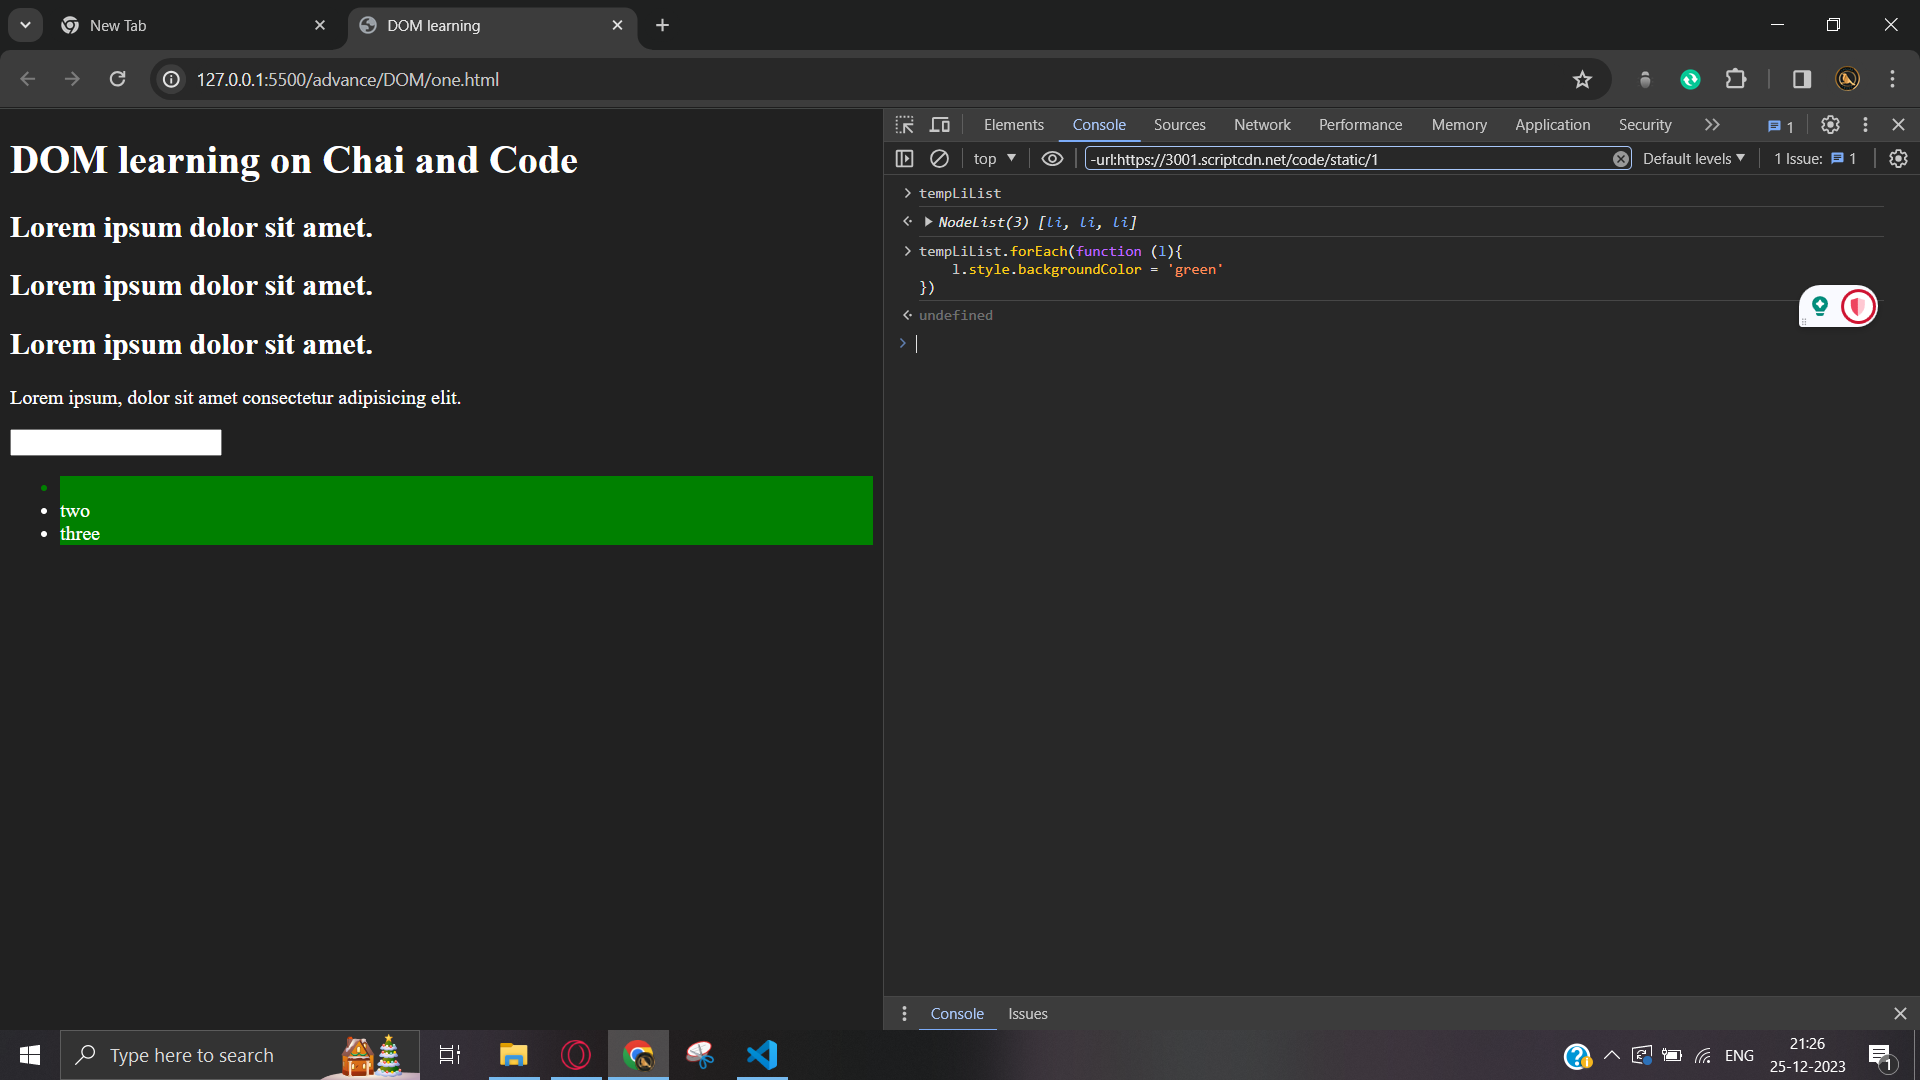 New Tab
DOM learning
127.0.0.1:5500/advance/DOM/one.html
DOM learning on Chai and Code
Lorem ipsum dolor sit amet.
Lorem ipsum dolor sit amet.
Lorem ipsum dolor sit amet.
Lorem ipsum, dolor sit amet consectetur adipisicing elit.
two
three
Elements Console Sources Network Performance Memory Application Security 1
top -url:https://3001.scriptcdn.net/code/static/1 Default levels 1 Issue: 1
tempLiList
NodeList(3) [li, li, li]
tempLiList.forEach(function (l){
l.style.backgroundColor = 'green'
})
undefined
Console Issues
Type here to search
ENG
21:26
25-12-2023
1